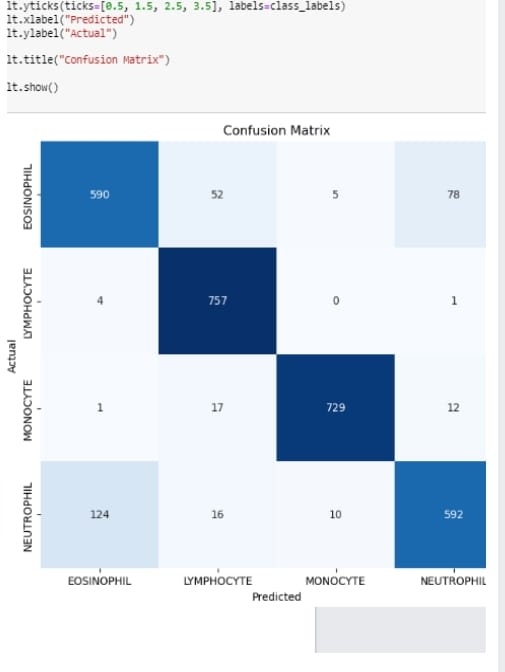 lt.yticks(ticks=[0.5, 1.5, 2.5, 3.5], labels=class_labels)
lt.xlabel("Predicted")
lt.ylabel("Actual")
lt.title("Confusion Matrix")
lt.show()
Confusion Matrix
EOSINOPHIL
590 52 5 78
LYMPHOCYTE
4 757 0 1
Actual
MONOCYTE
1 17 729 12
NEUTROPHIL
124 16 10 592
EOSINOPHIL LYMPHOCYTE MONOCYTE NEUTROPHIL
Predicted